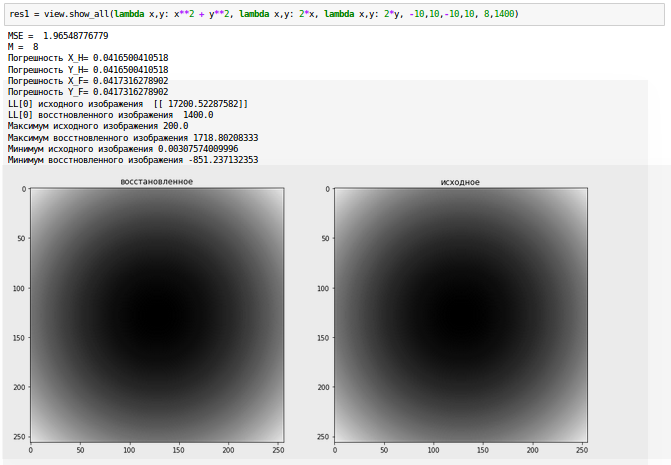 res1 = view.show_all(lambda x,y: x**2 + y**2, lambda x,y: 2*x, lambda x,y: 2*y, -10,10,-10,10, 8,1400)
MSE =  1.96548776779
M =  8
Погрешность X_H= 0.0416500410518
Погрешность Y_H= 0.0416500410518
Погрешность X_F= 0.0417316278902
Погрешность Y_F= 0.0417316278902
LL[0] исходного изображения  [[ 17200.52287582]]
LL[0] восстновленного изображения  1400.0
Максимум исходного изображения 200.0
Максимум восстновленного изображения 1718.80208333
Минимум исходного изображения 0.00307574009996
Минимум восстновленного изображения -851.237132353
восстановленное
0
50
100
150
200
250
0 50 100 150 200 250
исходное
0
50
100
150
200
250
0 50 100 150 200 250